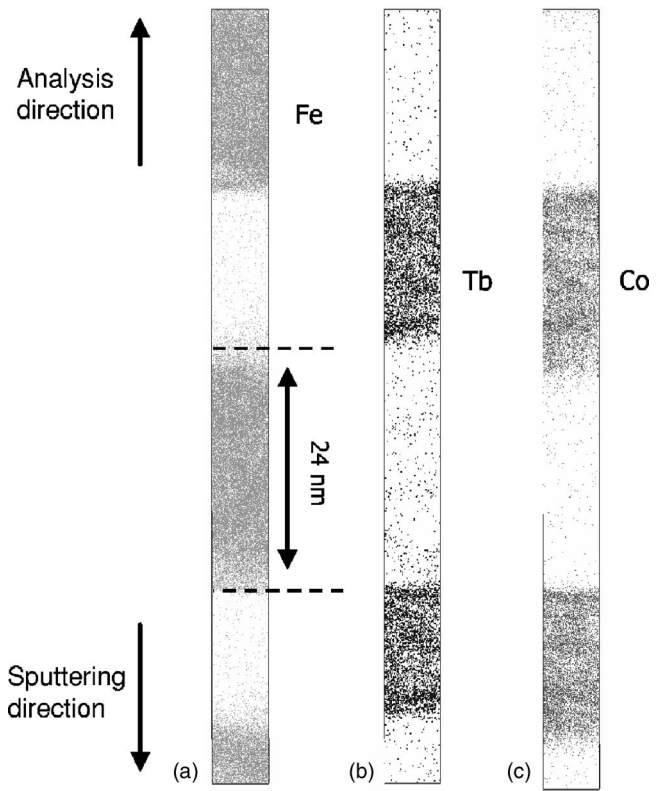 Analysis
direction
Fe
Tb
Co
24 nm
Sputtering
direction
(a)
(b)
(c)